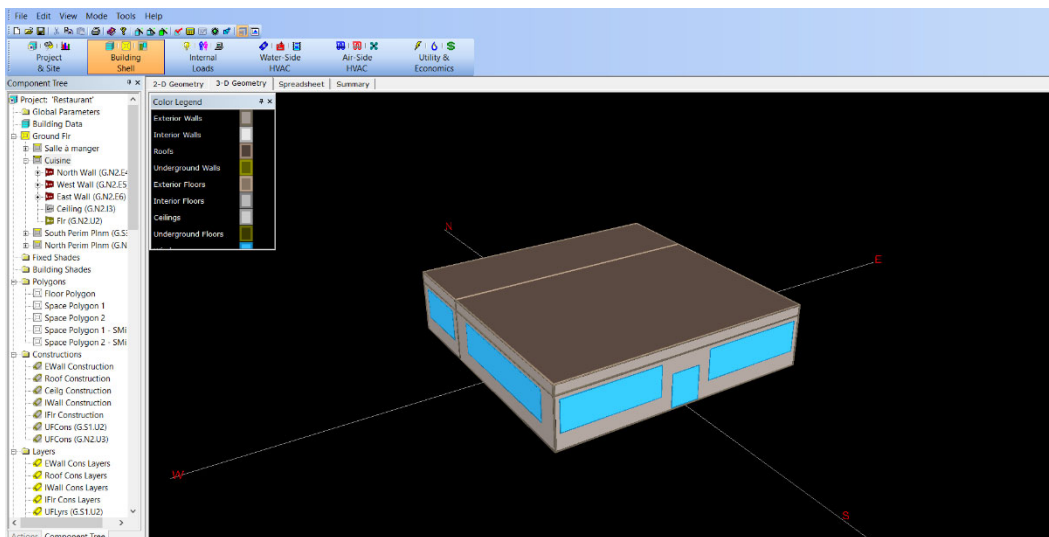 File Edit View Mode Tools Help
Project & Site
Building Shell
Internal Loads
Water-Side HVAC
Air-Side HVAC
Utility & Economics
Component Tree
2-D Geometry 3-D Geometry Spreadsheet Summary
Project: 'Restaurant'
Global Parameters
Building Data
Ground Flr
Salle à manger
Cuisine
North Wall (G.N2.E4
West Wall (G.N2.E5
East Wall (G.N2.E6)
Ceiling (G.N2.I3)
Flr (G.N2.U2)
South Perim Plnm (G.S
North Perim Plnm (G.N
Fixed Shades
Building Shades
Polygons
Floor Polygon
Space Polygon 1
Space Polygon 2
Space Polygon 1 - SMi
Space Polygon 2 - SMi
Constructions
EWall Construction
Roof Construction
Ceilg Construction
IWall Construction
IFlr Construction
UFCons (G.S1.U2)
UFCons (G.N2.U3)
Layers
EWall Cons Layers
Roof Cons Layers
IWall Cons Layers
IFlr Cons Layers
UFLyrs (G.S1.U2)
Actions Component Tree
Color Legend
Exterior Walls
Interior Walls
Roofs
Underground Walls
Exterior Floors
Interior Floors
Ceilings
Underground Floors
N
E
W
S